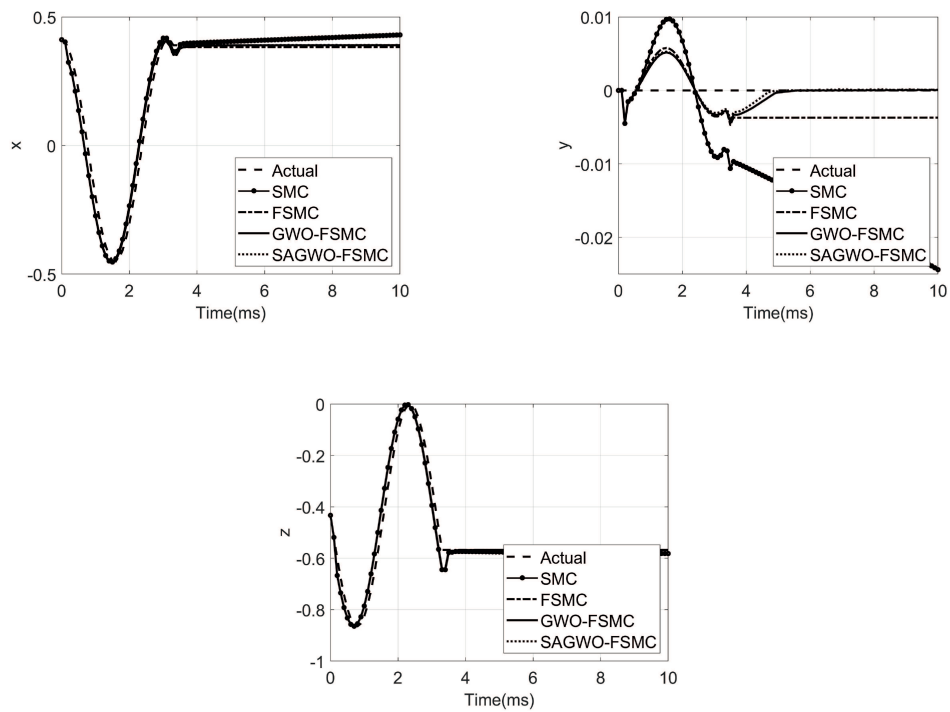 0.5
0
-0.5
x
0 2 4 6 8 10
Time(ms)
Actual
SMC
FSMC
GWO-FSMC
SAGWO-FSMC
0.01
0
-0.01
-0.02
y
0 2 4 6 8 10
Time(ms)
Actual
SMC
FSMC
GWO-FSMC
SAGWO-FSMC
0
-0.2
-0.4
-0.6
-0.8
-1
z
0 2 4 6 8 10
Time(ms)
Actual
SMC
FSMC
GWO-FSMC
SAGWO-FSMC